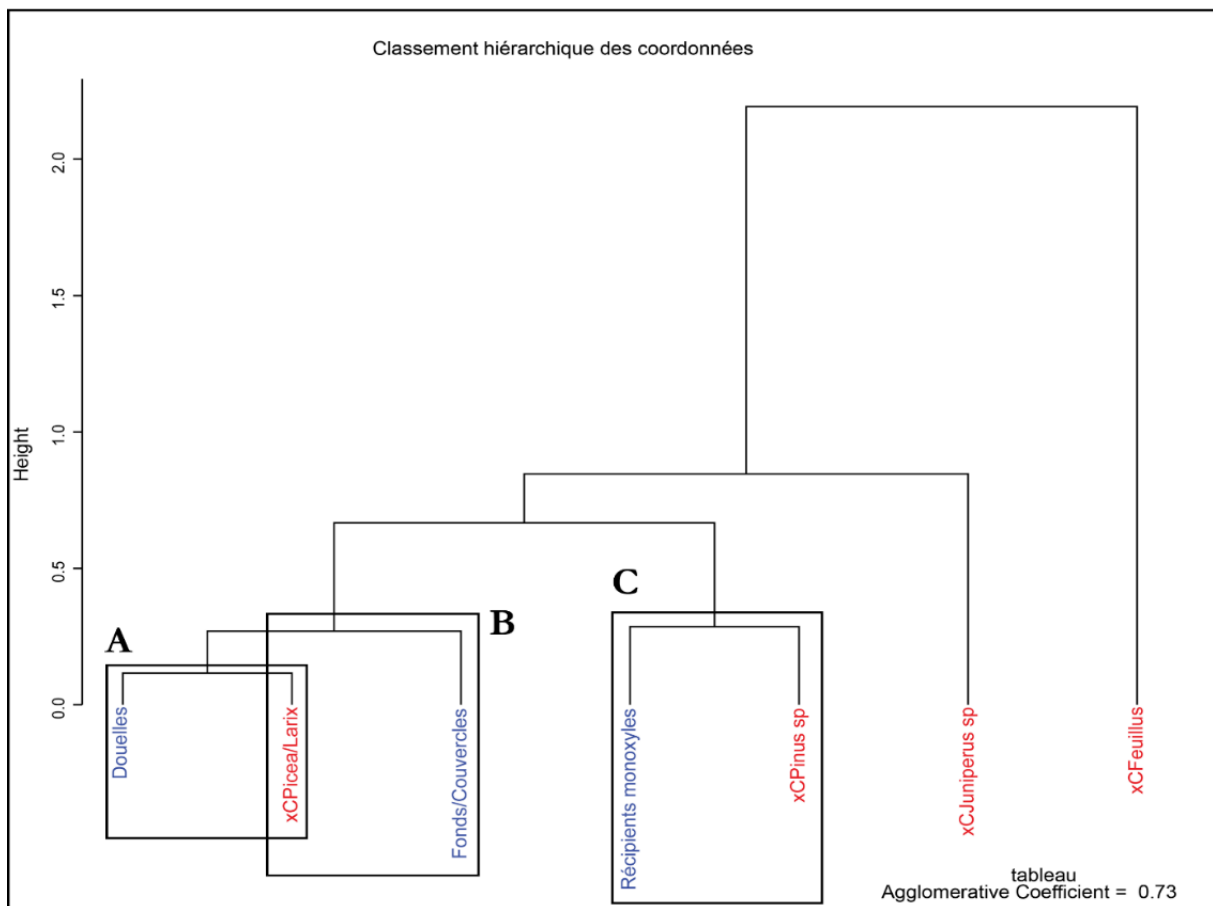 Classement hiérarchique des coordonnées
Height
2.0
1.5
1.0
0.5
0.0
A
B
C
Douelles
xCPicea/Larix
Fonds/Couvercles
Récipients monoxyles
xCPinus sp
xCJuniperus sp
xCFeuillus
tableau
Agglomerative Coefficient = 0.73